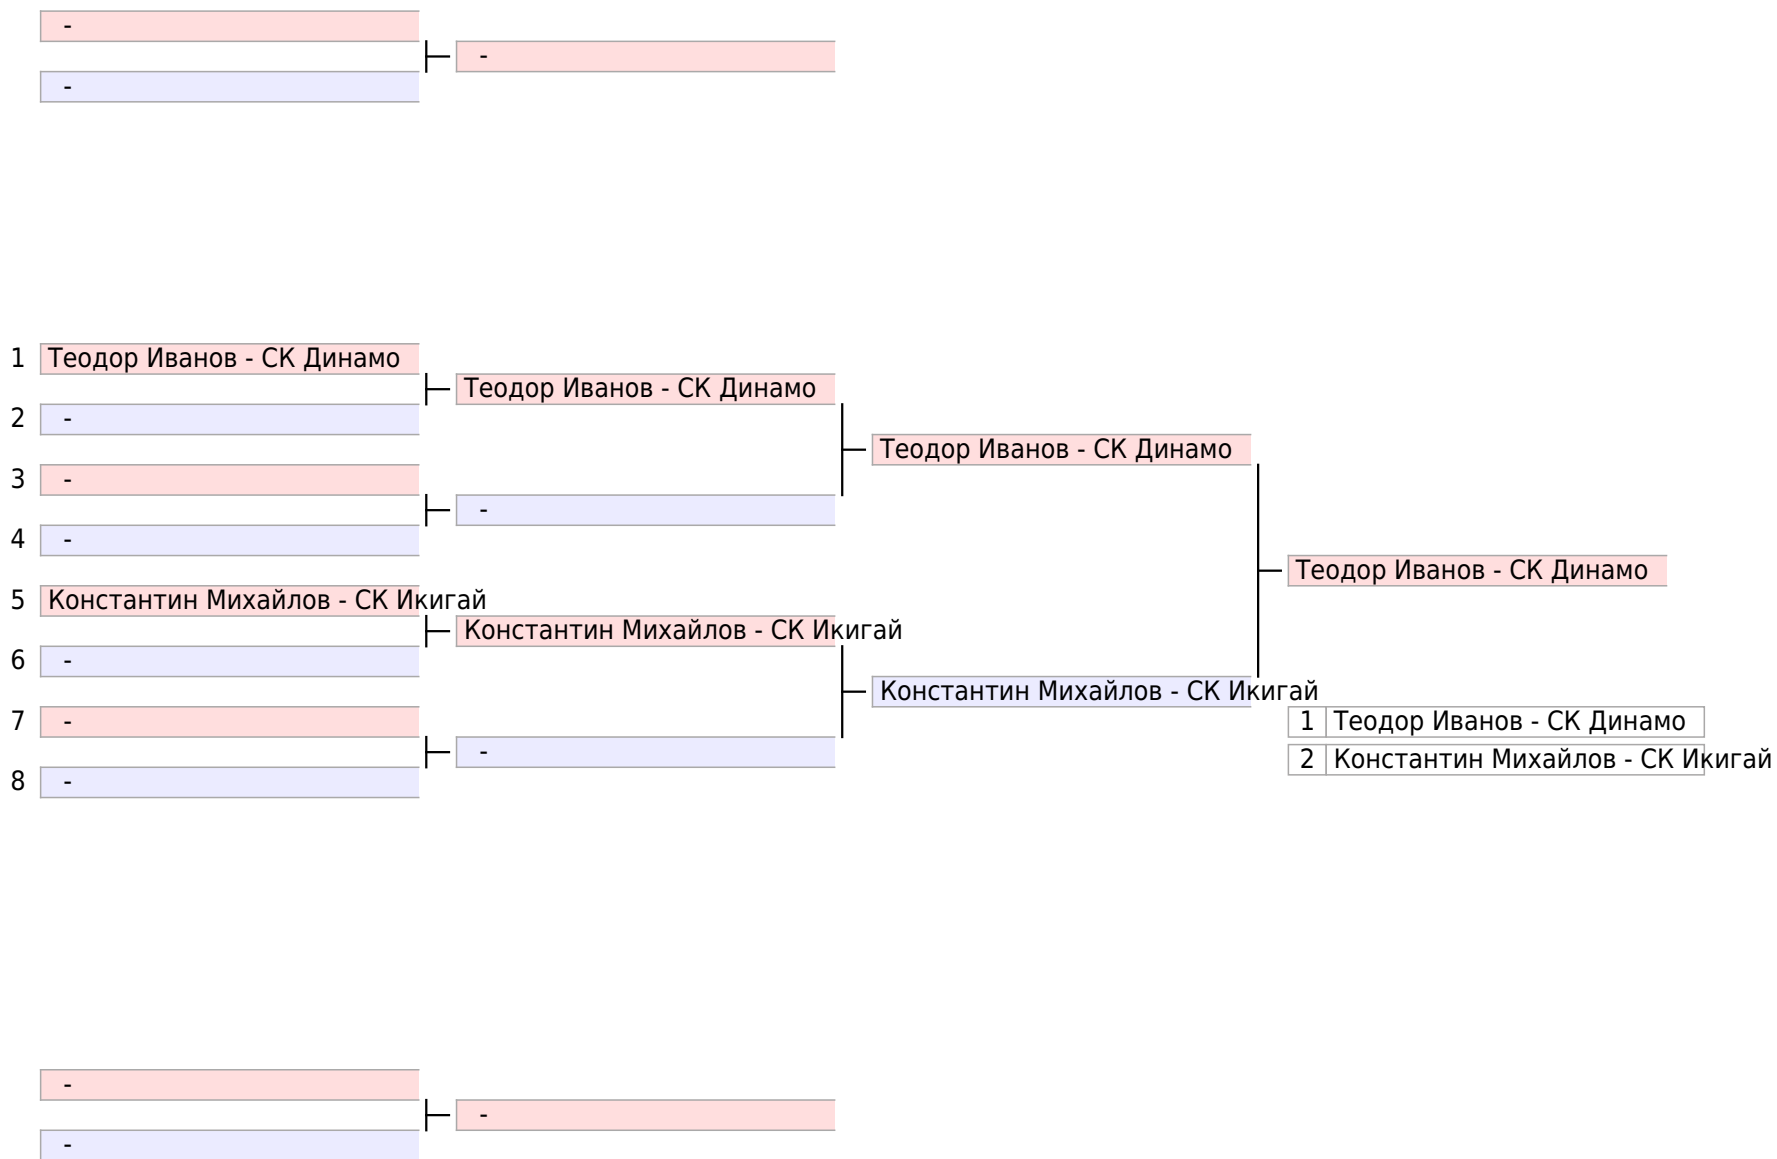 -
-
-
1 Теодор Иванов - СК Динамо
Теодор Иванов - СК Динамо
2 -
Теодор Иванов - СК Динамо
3 -
-
4 -
Теодор Иванов - СК Динамо
5 Константин Михайлов - СК Икигай
Константин Михайлов - СК Икигай
6 -
Константин Михайлов - СК Икигай
7 -
1 Теодор Иванов - СК Динамо
-
2 Константин Михайлов - СК Икигай
8 -
-
-
-